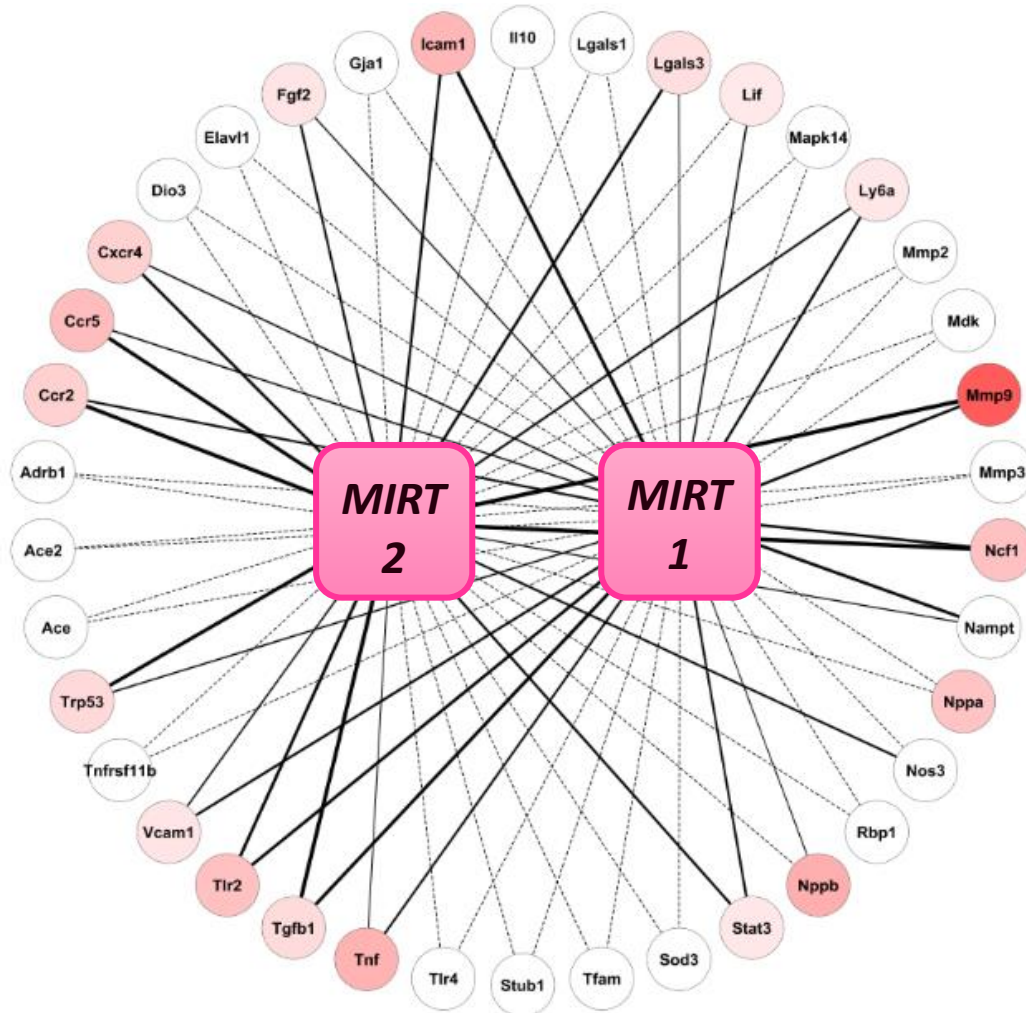 Icam1
Il10
Lgals1
Gja1
Lgals3
Fgf2
Lif
Elavl1
Mapk14
Dio3
Ly6a
Cxcr4
Mmp2
Ccr5
Mdk
Ccr2
Mmp9
Adrb1
Mmp3
MIRT
2
MIRT
1
Ace2
Ncf1
Ace
Nampt
Trp53
Nppa
Tnfrsf11b
Nos3
Vcam1
Rbp1
Tlr2
Nppb
Tgfb1
Stat3
Tnf
Tlr4
Stub1
Tfam
Sod3